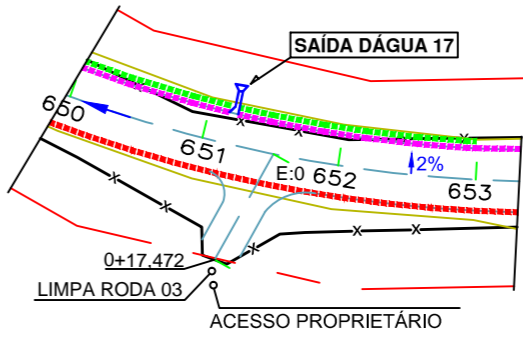 SAÍDA DÁGUA 17
650
651
E:0
652
2%
653
0+17,472
LIMPA RODA 03
ACESSO PROPRIETÁRIO